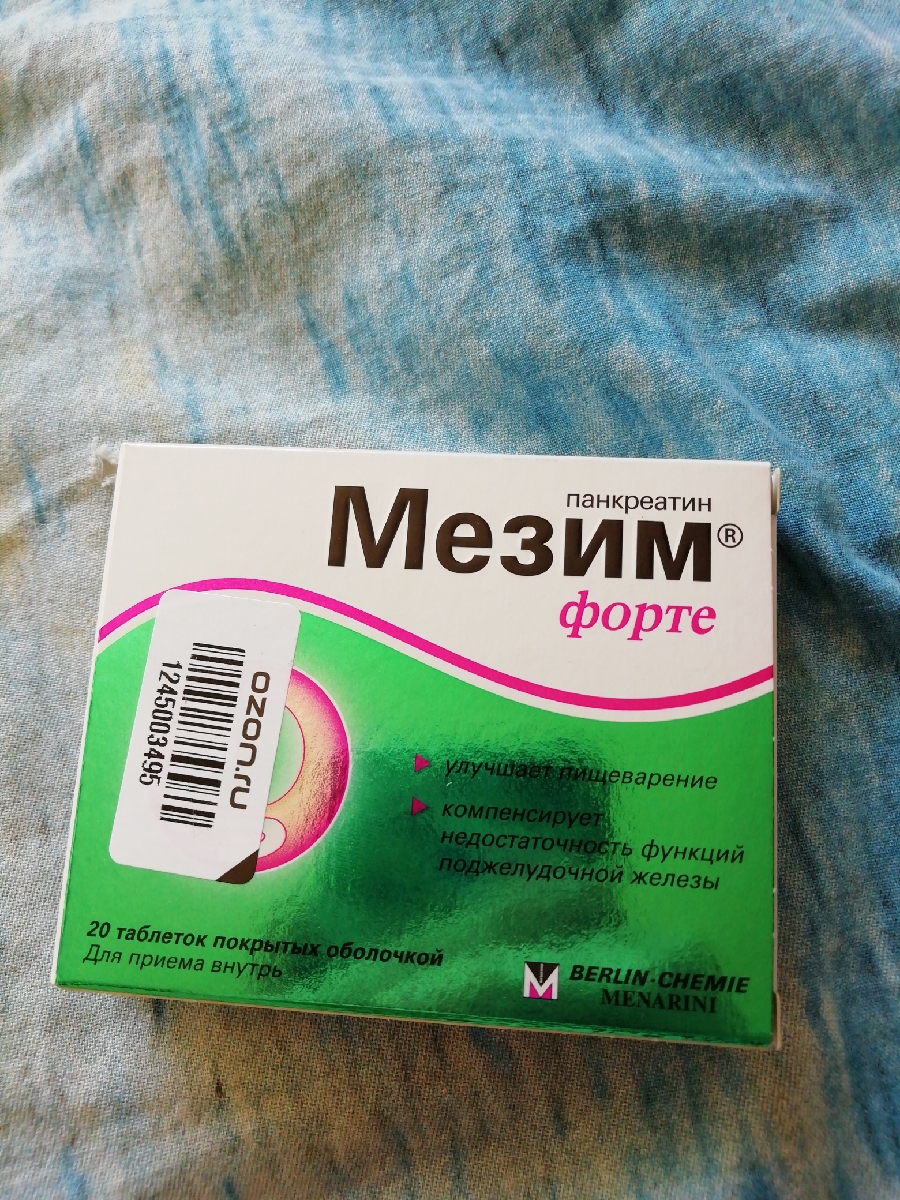 панкреатин
Мезим®
форте
ozon.ru
1245003495
улучшает пищеварение
компенсирует
недостаточность функций
поджелудочной железы
20 таблеток покрытых оболочкой
Для приема внутрь
BERLIN-CHEMIE
MENARINI